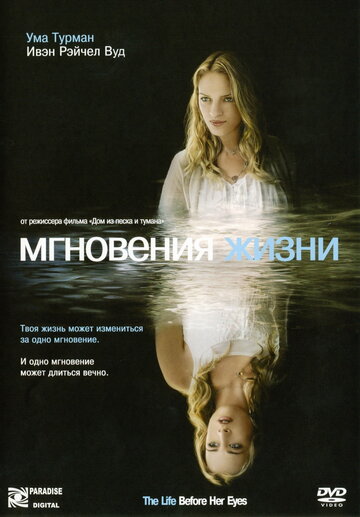 Ума Турман
Ивэн Рэйчел Вуд
от режиссера фильма «Дом из песка и тумана»
мгновения жизни
Твоя жизнь может измениться
за одно мгновение.
И одно мгновение
может длиться вечно.
PARADISE
DIGITAL
The Life Before Her Eyes
DVD
VIDEO